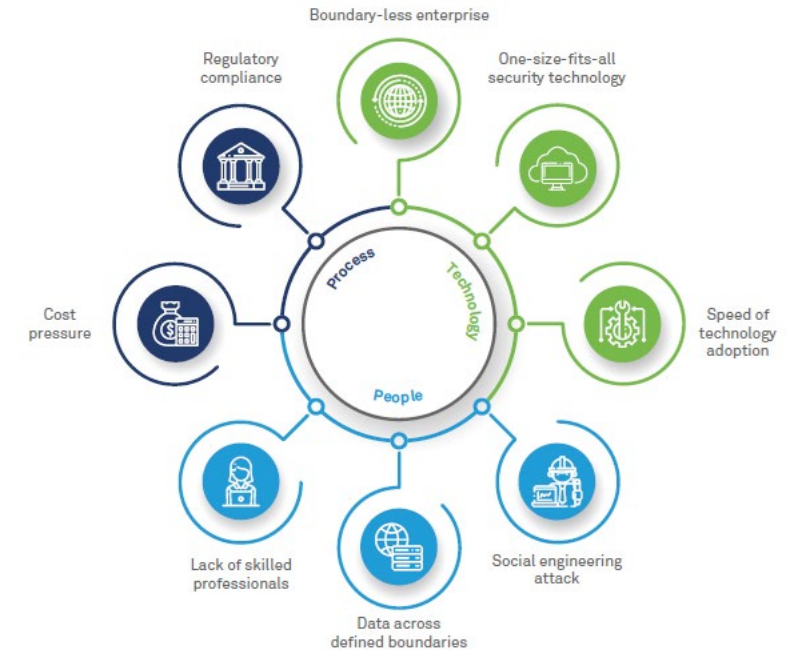 Boundary-less enterprise
Regulatory
compliance
One-size-fits-all
security technology
Process
Technology
Cost
pressure
Speed of
technology
adoption
People
Lack of skilled
professionals
Social engineering
attack
Data across
defined boundaries